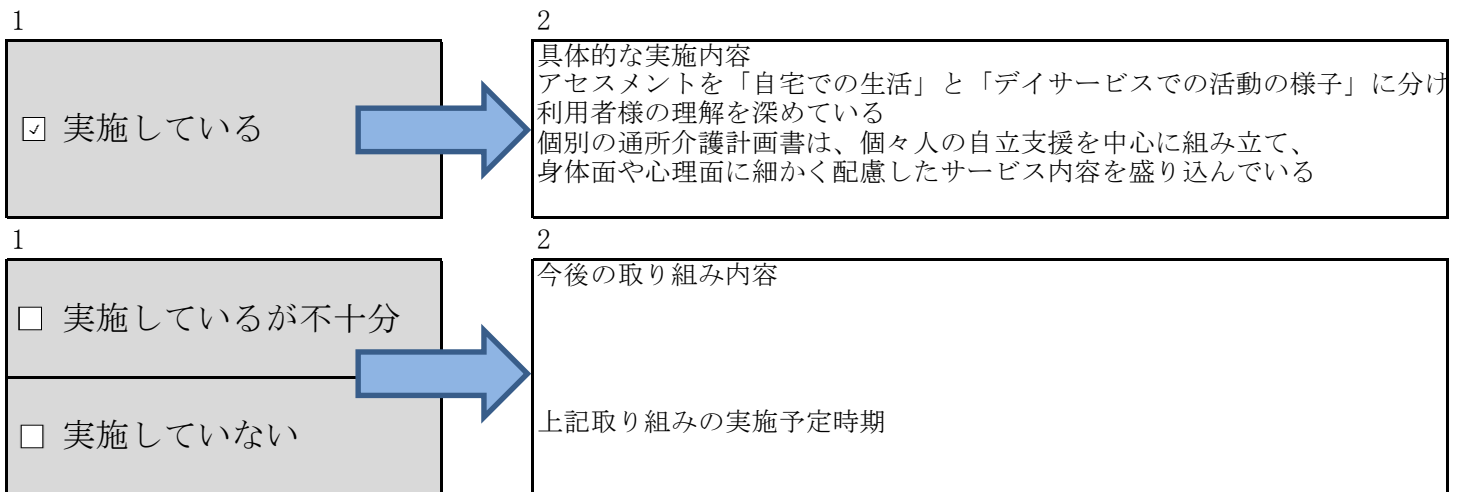 1
2
☑ 実施している
具体的な実施内容
アセスメントを「自宅での生活」と「デイサービスでの活動の様子」に分け
利用者様の理解を深めている
個別の通所介護計画書は、個々人の自立支援を中心に組み立て、
身体面や心理面に細かく配慮したサービス内容を盛り込んでいる
1
2
☐ 実施しているが不十分
☐ 実施していない
今後の取り組み内容
上記取り組みの実施予定時期